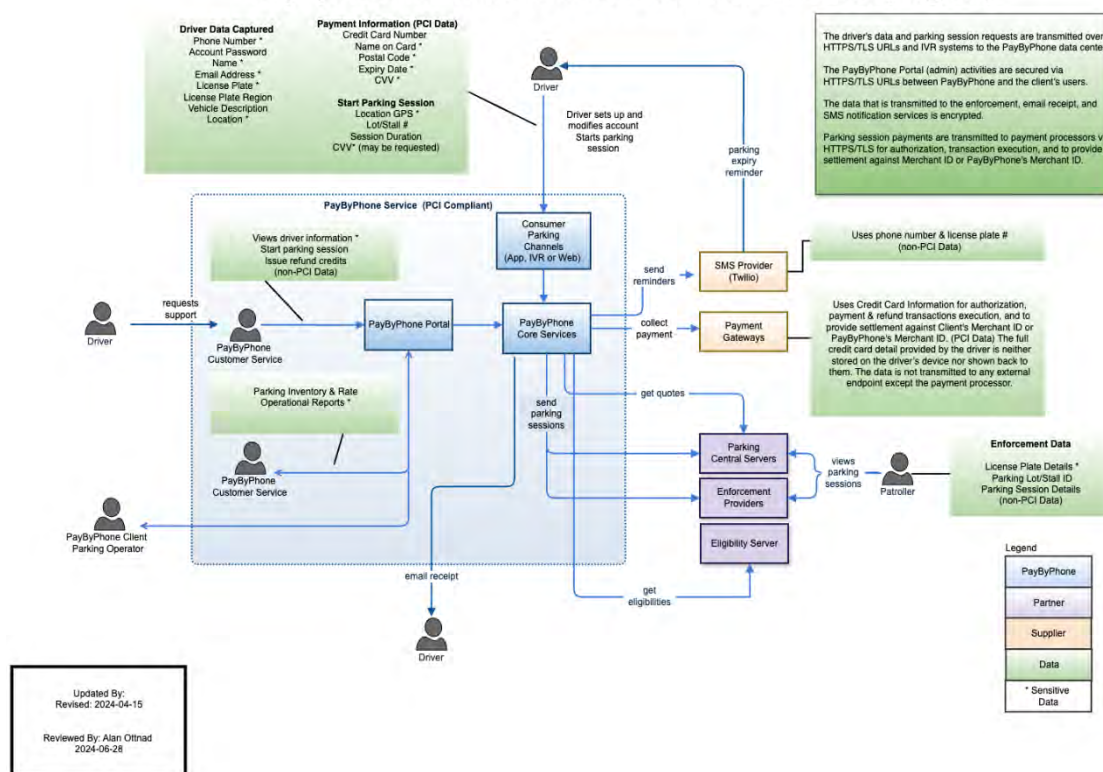 Driver Data Captured
Phone Number *
Account Password
Name *
Email Address *
License Plate *
License Plate Region
Vehicle Description
Location *
Payment Information (PCI Data)
Credit Card Number
Name on Card *
Postal Code *
Expiry Date *
CVV *
Start Parking Session
Location GPS *
Lot/Stall #
Session Duration
CVV* (may be requested)
Driver
Driver sets up and
modifies account
Starts parking
session
parking
expiry
reminder
The driver's data and parking session requests are transmitted over
HTTPS/TLS URLs and IVR systems to the PayByPhone data cente
The PayByPhone Portal (admin) activities are secured via
HTTPS/TLS URLs between PayByPhone and the client's users.
The data that is transmitted to the enforcement, email receipt, and
SMS notification services is encrypted.
Parking session payments are transmitted to payment processors v
HTTPS/TLS for authorization, transaction execution, and to provide
settlement against Merchant ID or PayByPhone's Merchant ID.
PayByPhone Service (PCI Compliant)
Views driver information *
Start parking session
Issue refund credits
(non-PCI Data)
Consumer
Parking
Channels
(App, IVR or Web)
send
reminders
SMS Provider
(Twilio)
Uses phone number & license plate #
(non-PCI Data)
requests
support
Driver
PayByPhone
Customer Service
PayByPhone Portal
PayByPhone
Core Services
collect
payment
Payment
Gateways
Uses Credit Card Information for authorization,
payment & refund transactions execution, and to
provide settlement against Client's Merchant ID or
PayByPhone's Merchant ID. (PCI Data) The full
credit card detail provided by the driver is neither
stored on the driver's device nor shown back to
them. The data is not transmitted to any external
endpoint except the payment processor.
Parking Inventory & Rate
Operational Reports *
send
parking
sessions
get quotes
PayByPhone
Customer Service
Parking
Central Servers
Enforcement
Providers
Eligibility Server
views
parking
sessions
Patroller
Enforcement Data
License Plate Details *
Parking Lot/Stall ID
Parking Session Details
(non-PCI Data)
PayByPhone Client
Parking Operator
email receipt
get
eligibilities
Driver
Legend
PayByPhone
Partner
Supplier
Data
* Sensitive
Data
Updated By:
Revised: 2024-04-15
Reviewed By: Alan Ottnad
2024-06-28